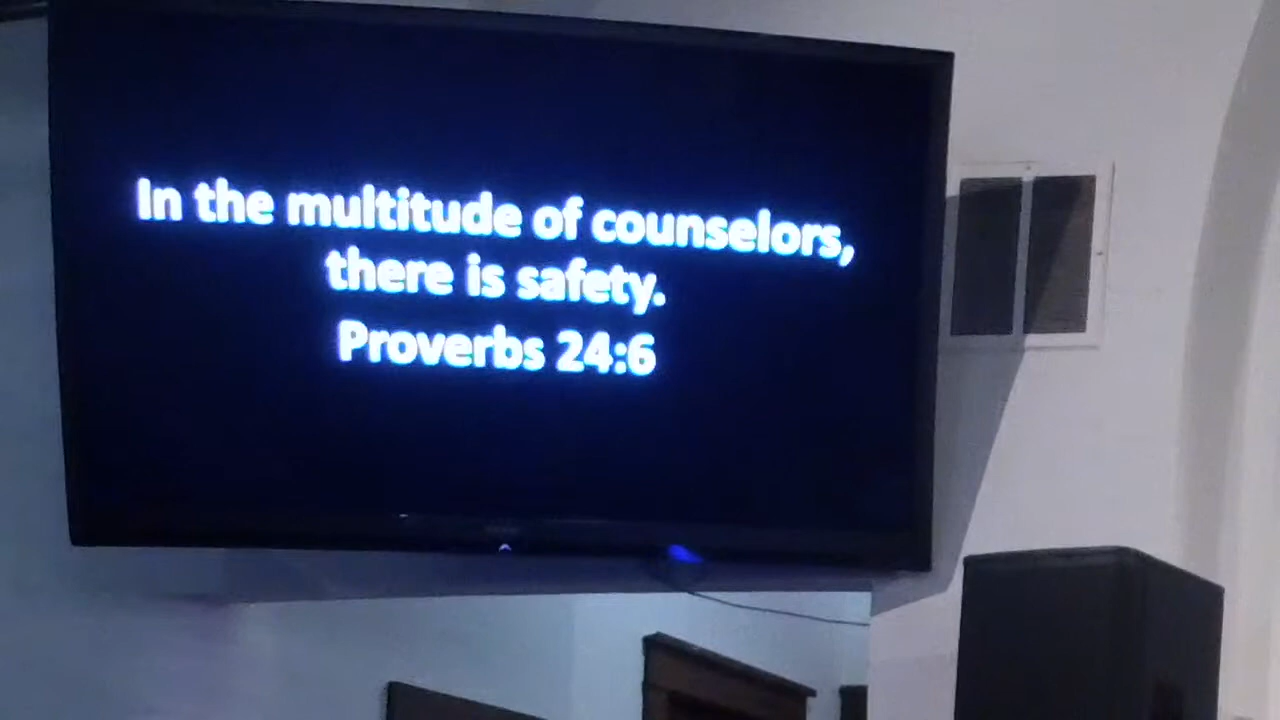 In the multitude of counselors,
there is safety.
Proverbs 24:6